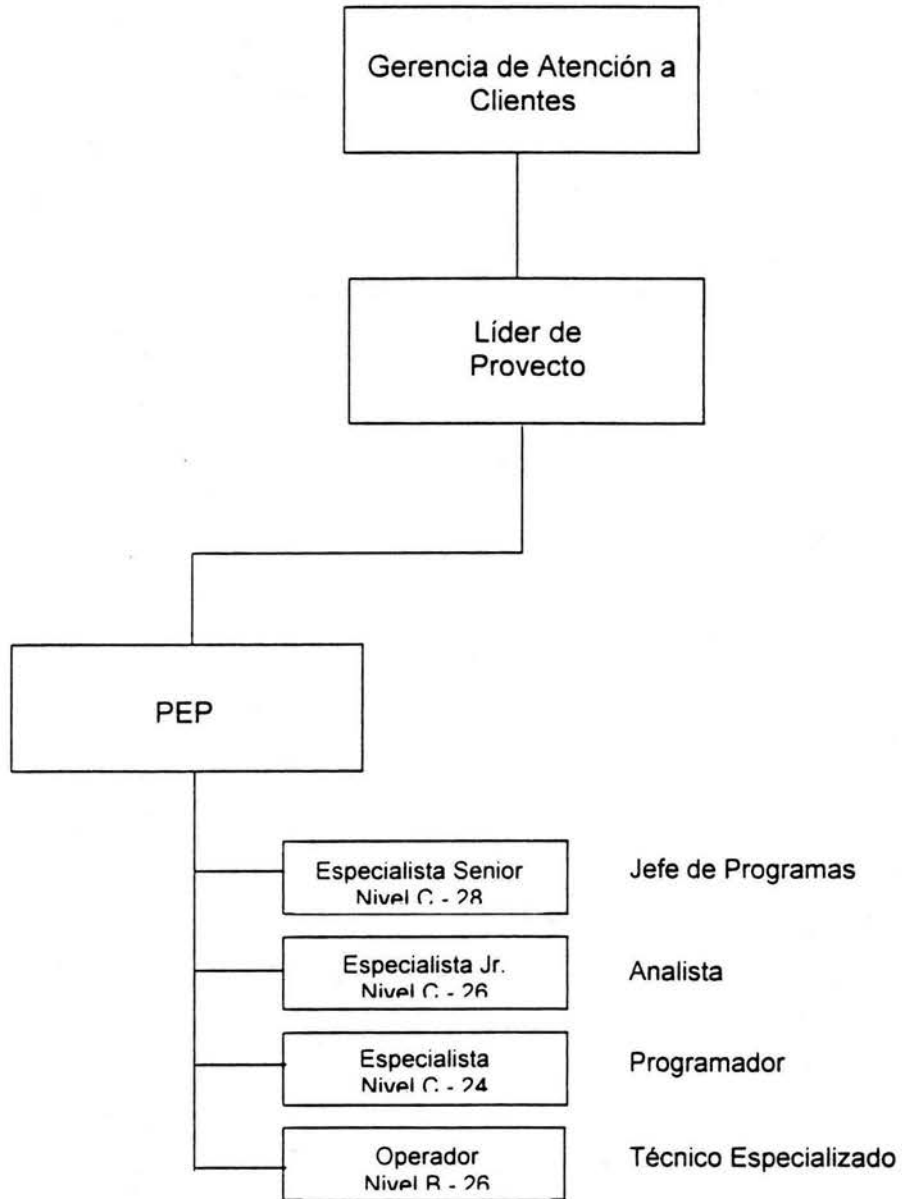 Gerencia de Atención a
Clientes
Líder de
Proyecto
PEP
Especialista Senior
Nivel C - 28
Jefe de Programas
Especialista Jr.
Nivel C - 26
Analista
Especialista
Nivel C - 24
Programador
Operador
Nivel B - 26
Técnico Especializado